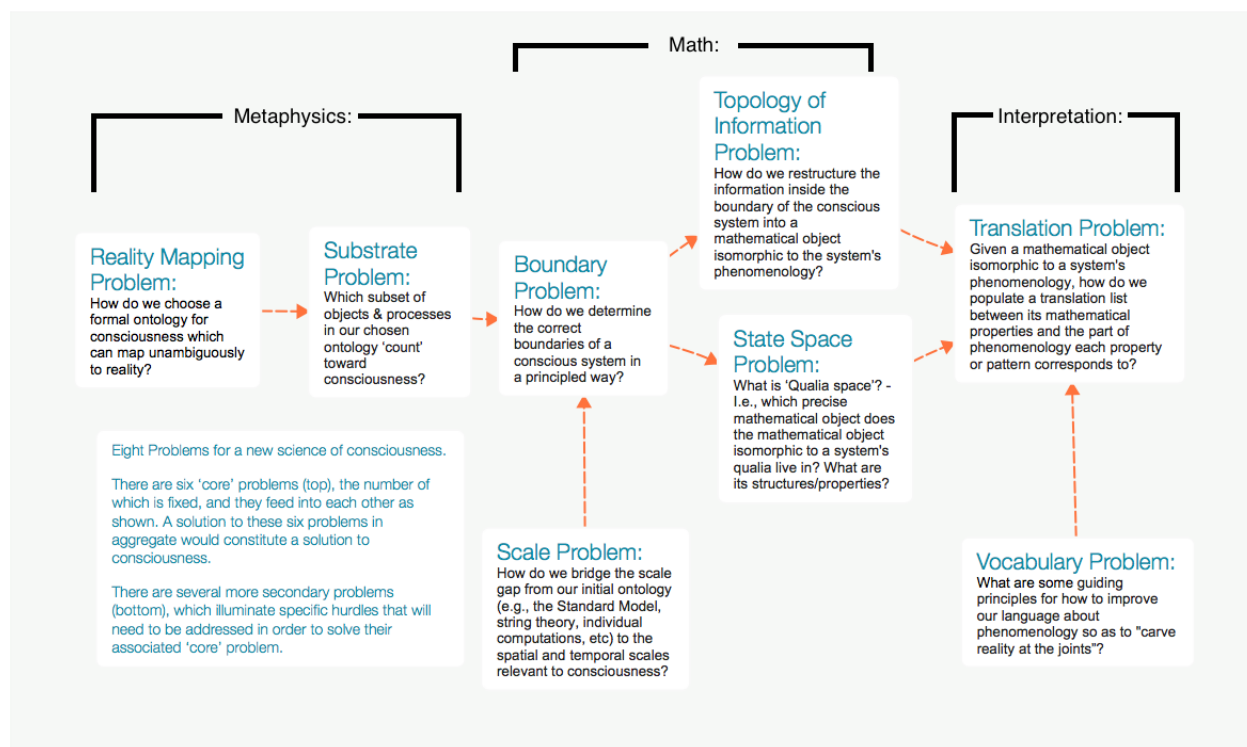 Math:
Metaphysics:
Interpretation:
Reality Mapping
Problem:
How do we choose a
formal ontology for
consciousness which
can map unambiguously
to reality?
Substrate
Problem:
Which subset of
objects & processes
in our chosen
ontology ‘count’
toward
consciousness?
Boundary
Problem:
How do we determine
the correct
boundaries of a
conscious system in
a principled way?
Topology of
Information
Problem:
How do we restructure the
information inside the
boundary of the conscious
system into a
mathematical object
isomorphic to the system's
phenomenology?
State Space
Problem:
What is ‘Qualia space’? -
I.e., which precise
mathematical object does
the mathematical object
isomorphic to a system's
qualia live in? What are
its structures/properties?
Translation Problem:
Given a mathematical object
isomorphic to a system's
phenomenology, how do we
populate a translation list
between its mathematical
properties and the part of
phenomenology each property
or pattern corresponds to?
Eight Problems for a new science of consciousness.
There are six ‘core’ problems (top), the number
of which is fixed, and they feed into each other as
shown. A solution to these six problems in
aggregate would constitute a solution to
consciousness.
There are several more secondary problems
(bottom), which illuminate specific hurdles that will
need to be addressed in order to solve their
associated ‘core’ problem.
Scale Problem:
How do we bridge the scale
gap from our initial ontology
(e.g., the Standard Model,
string theory, individual
computations, etc) to the
spatial and temporal scales
relevant to consciousness?
Vocabulary Problem:
What are some guiding
principles for how to improve
our language about
phenomenology so as to "carve
reality at the joints"?